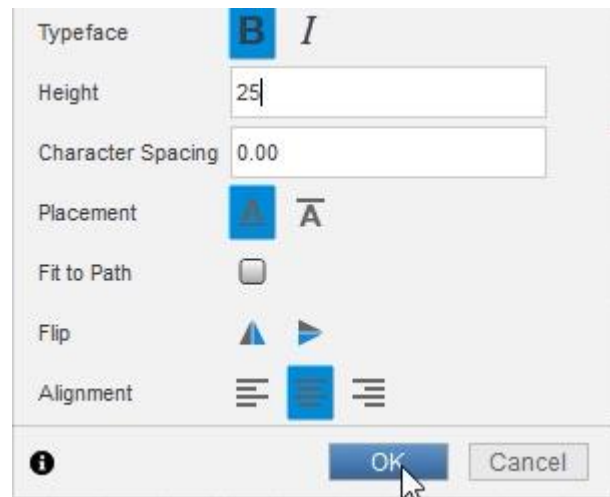 Typeface B I
Height 25
Character Spacing 0.00
Placement A A
Fit to Path
Flip
Alignment
OK Cancel